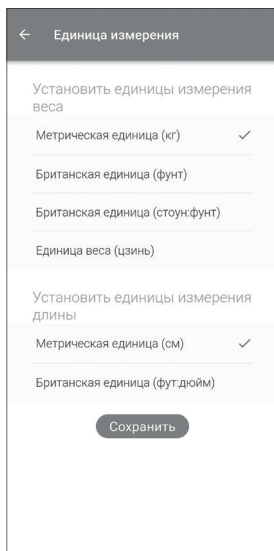 Единица измерения
Установить единицы измерения
веса
Метрическая единица (кг)
Британская единица (фунт)
Британская единица (стоун:фунт)
Единица веса (цзинь)
Установить единицы измерения
длины
Метрическая единица (см)
Британская единица (фут:дюйм)
Сохранить